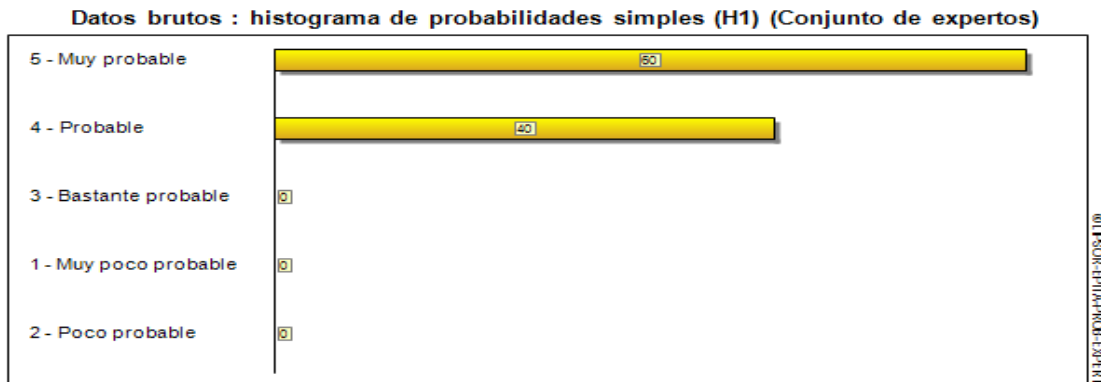 Datos brutos : histograma de probabilidades simples (H1) (Conjunto de expertos)
5 - Muy probable
60
4 - Probable
40
3 - Bastante probable
0
1 - Muy poco probable
0
2 - Poco probable
0